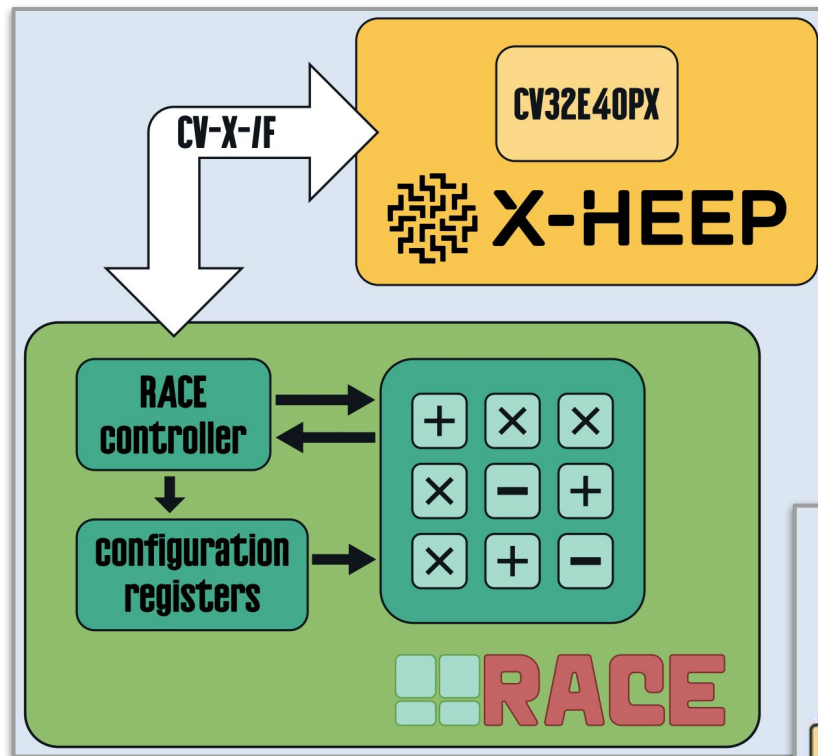 CV32E40PX
CV-X-IF
X-HEEP
RACE
controller
+ × ×
× − +
configuration
registers
× + −
RACE